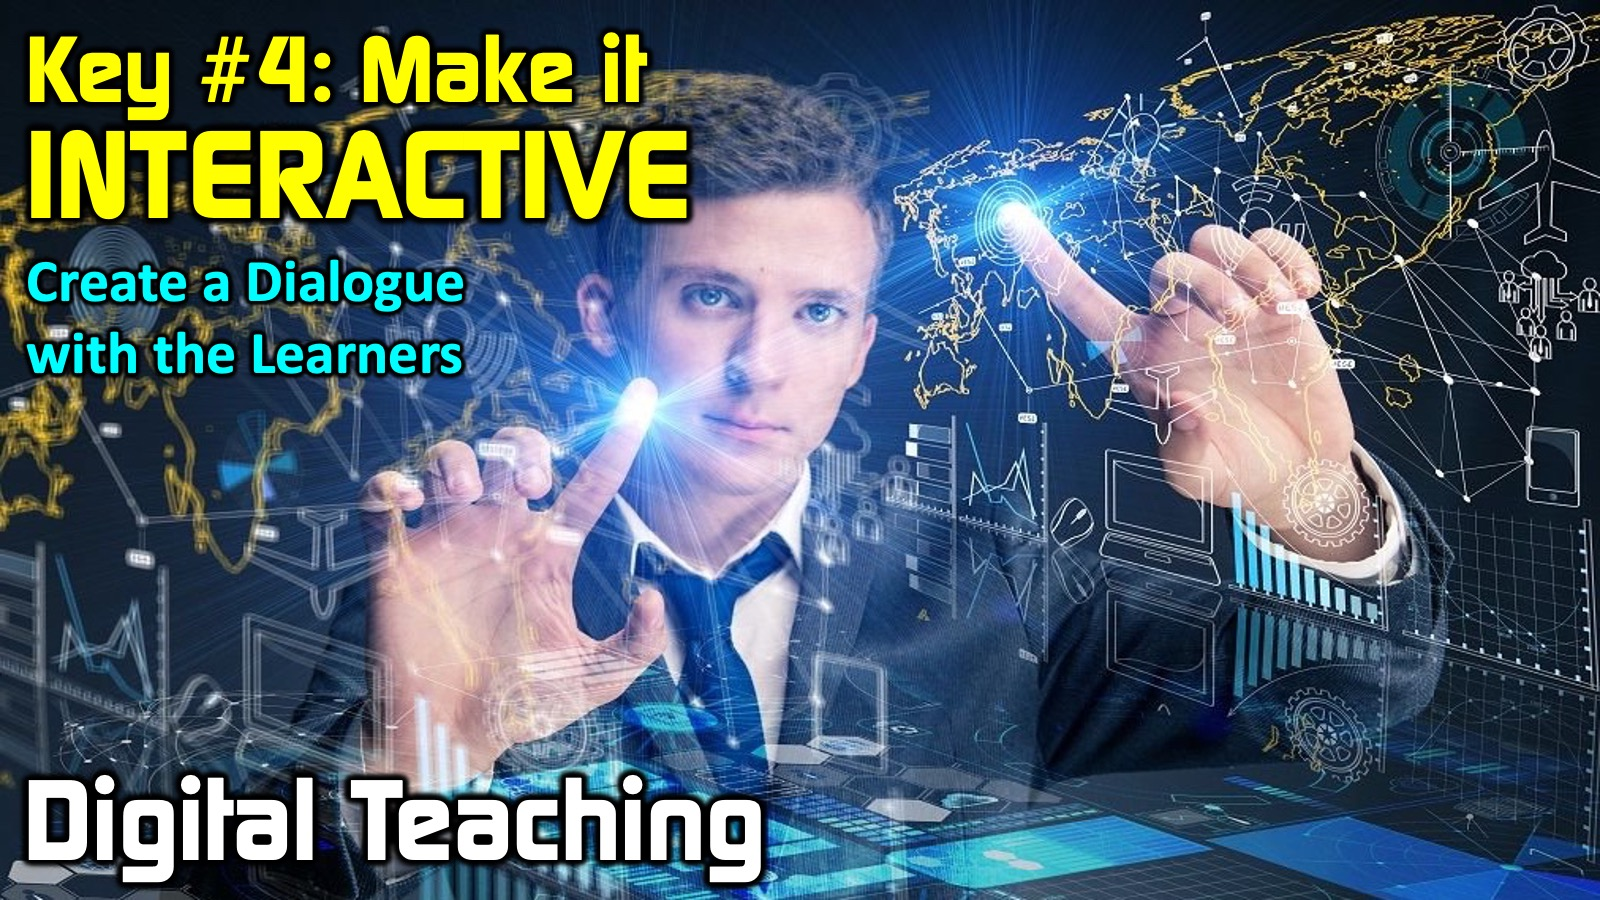 Key #4: Make it
INTERACTIVE
Create a Dialogue
with the Learners
Digital Teaching